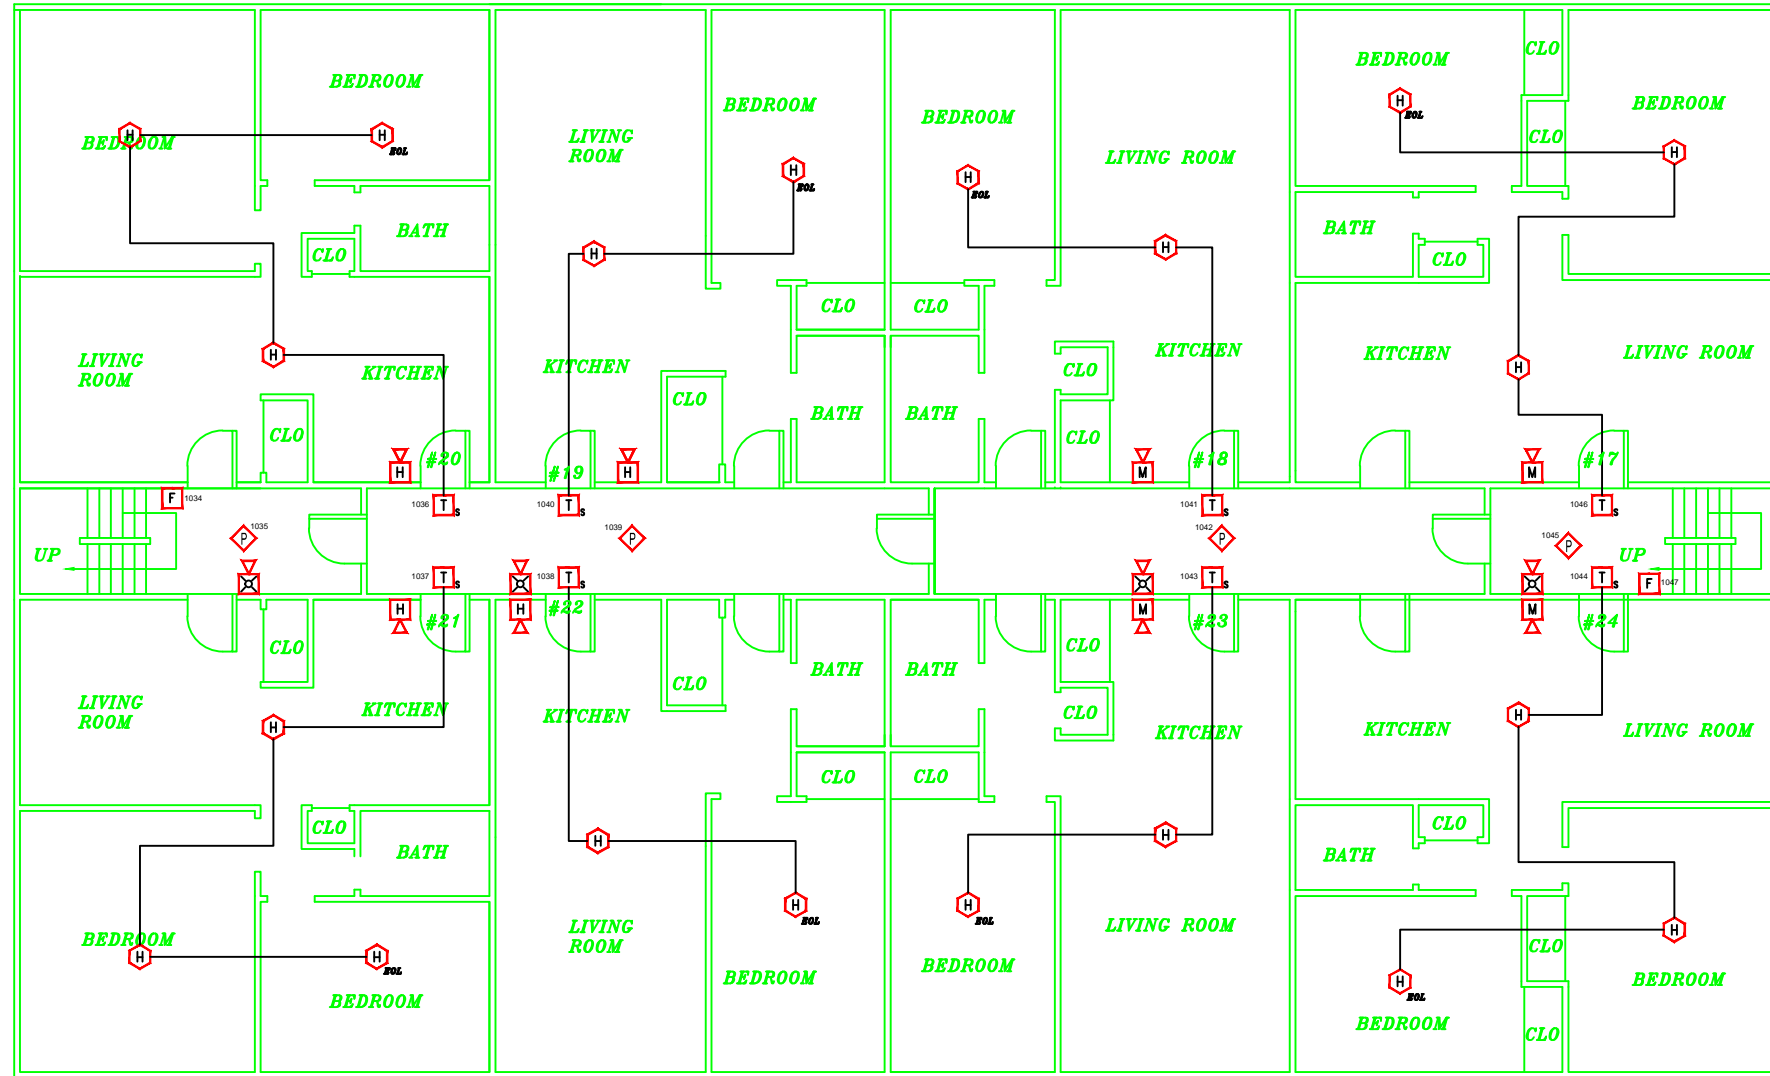 CLO
BEDROOM
BEDROOM
BEDROOM
BEDROOM
BEDROOM
BEDROOM
H
EOL
H
H
EOL
LIVING
ROOM
CLO
BEDROOM
LIVING ROOM
H
H
EOL
H
EOL
BATH
BATH
CLO
H
H
CLO
CLO
CLO
CLO
H
H
LIVING
ROOM
KITCHEN
KITCHEN
KITCHEN
KITCHEN
LIVING ROOM
H
CLO
CLO
BATH
BATH
CLO
CLO
#20
#19
#18
#17
H
H
M
M
F
1034
1036
T
S
1040
T
S
1041
T
S
1046
T
S
1035
P
1039
P
1042
P
1045
P
UP
UP
1037
T
S
1038
T
S
1043
T
S
1044
T
S
F
1047
H
H
M
M
#21
#22
#23
#24
CLO
CLO
BATH
BATH
CLO
CLO
LIVING
ROOM
KITCHEN
KITCHEN
CLO
KITCHEN
KITCHEN
LIVING ROOM
H
H
CLO
CLO
CLO
CLO
BATH
H
H
BATH
H
EOL
H
EOL
BEDROOM
LIVING
ROOM
LIVING ROOM
H
CLO
H
H
EOL
BEDROOM
BEDROOM
BEDROOM
H
EOL
BEDROOM
BEDROOM
CLO